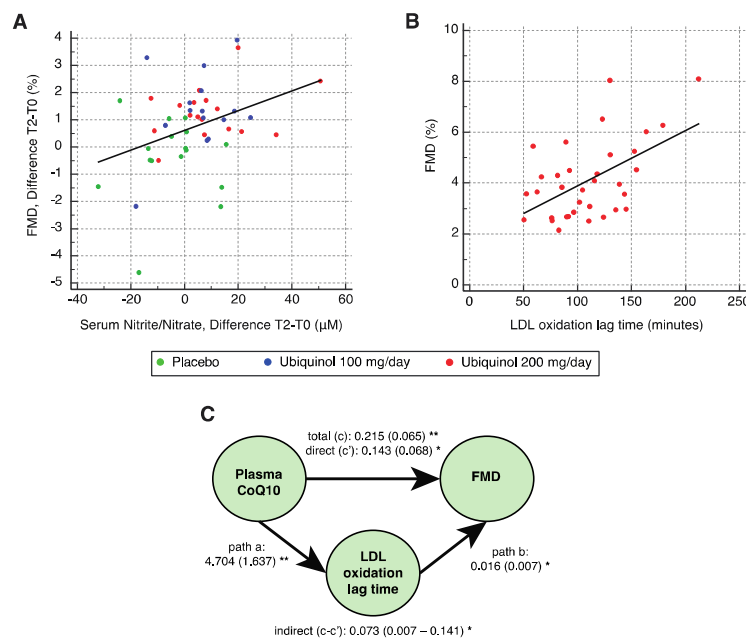 A
FMD, Difference T2-T0 (%)
4
3
2
1
0
-1
-2
-3
-4
-5
-40
-20
0
20
40
60
Serum Nitrite/Nitrate, Difference T2-T0 (µM)
B
FMD (%)
10
8
6
4
2
0
0
50
100
150
200
250
LDL oxidation lag time (minutes)
Placebo
Ubiquinol 100 mg/day
Ubiquinol 200 mg/day
C
total (c): 0.215 (0.065) **
direct (c'): 0.143 (0.068) *
Plasma
CoQ10
FMD
path a:
4.704 (1.637) **
LDL
oxidation
lag time
path b:
0.016 (0.007) *
indirect (c-c'): 0.073 (0.007 – 0.141) *